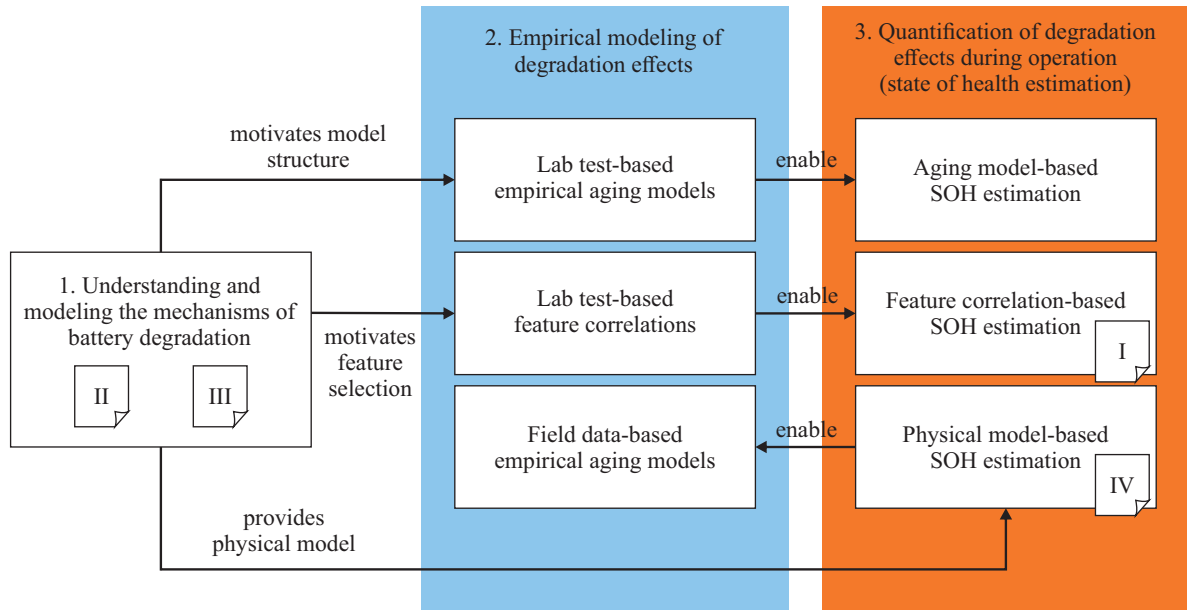 2. Empirical modeling of
degradation effects
3. Quantification of degradation
effects during operation
(state of health estimation)
motivates model
structure
Lab test-based
empirical aging models
enable
Aging model-based
SOH estimation
1. Understanding and
modeling the mechanisms of
battery degradation
II
III
motivates
feature
selection
Lab test-based
feature correlations
enable
Feature correlation-based
SOH estimation
I
Field data-based
empirical aging models
enable
Physical model-based
SOH estimation
IV
provides
physical model